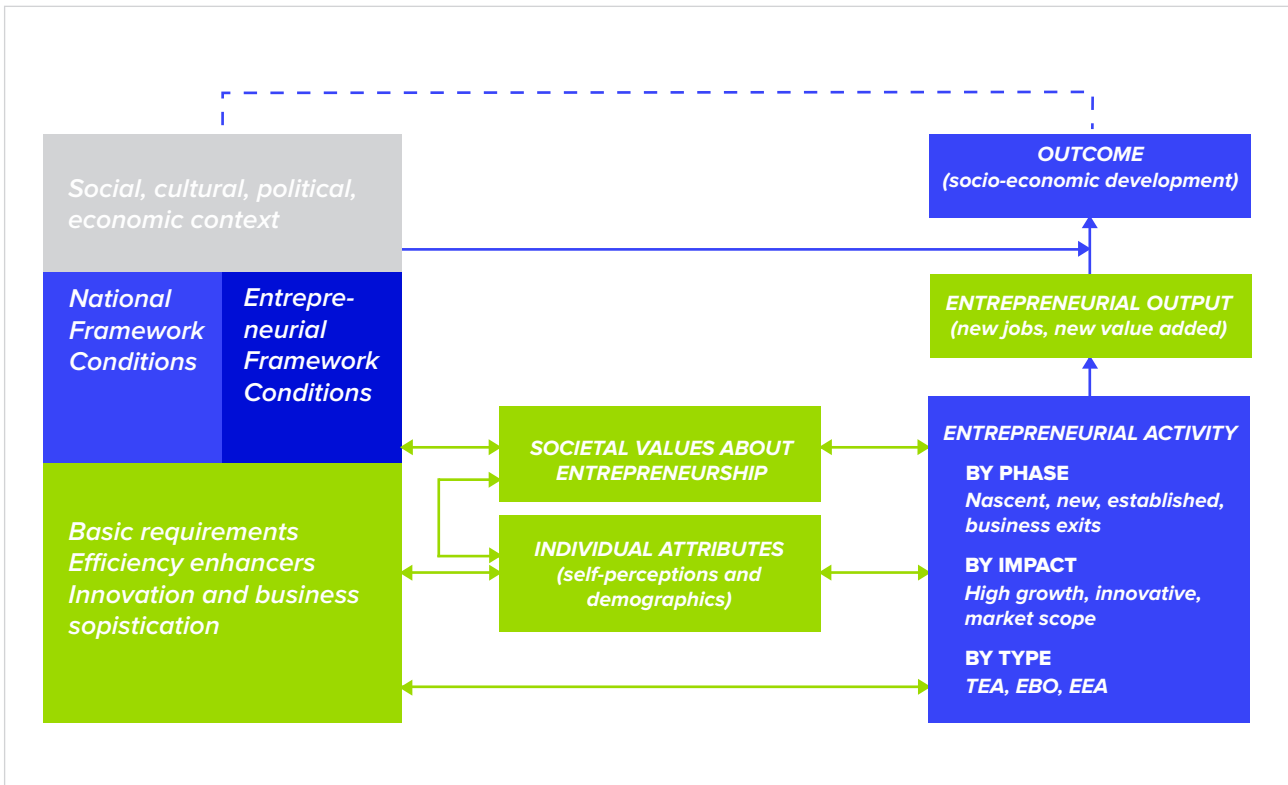 Social, cultural, political,
economic context
National
Framework
Conditions
Entrepre-
neurial
Framework
Conditions
Basic requirements
Efficiency enhancers
Innovation and business
sopistication
SOCIETAL VALUES ABOUT
ENTREPRENEURSHIP
INDIVIDUAL ATTRIBUTES
(self-perceptions and
demographics)
OUTCOME
(socio-economic development)
ENTREPRENEURIAL OUTPUT
(new jobs, new value added)
ENTREPRENEURIAL ACTIVITY
BY PHASE
Nascent, new, established,
business exits
BY IMPACT
High growth, innovative,
market scope
BY TYPE
TEA, EBO, EEA